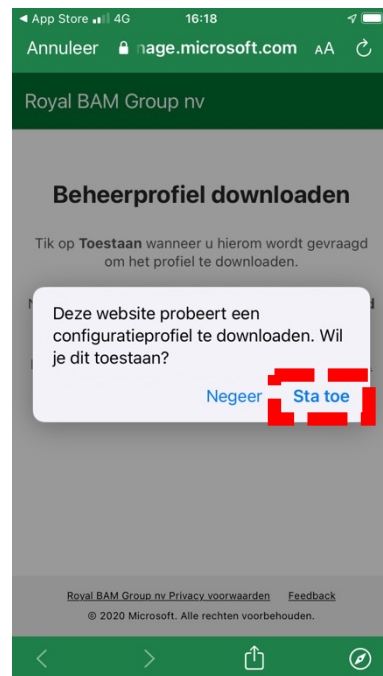 App Store 4G 16:18
Annuleer nage.microsoft.com AA
Royal BAM Group nv
Beheerprofiel downloaden
Tik op Toestaan wanneer u hierom wordt gevraagd
om het profiel te downloaden.
Deze website probeert een
configuratieprofiel te downloaden. Wil
je dit toestaan?
Negeer Sta toe
Royal BAM Group nv Privacy voorwaarden Feedback
© 2020 Microsoft. Alle rechten voorbehouden.